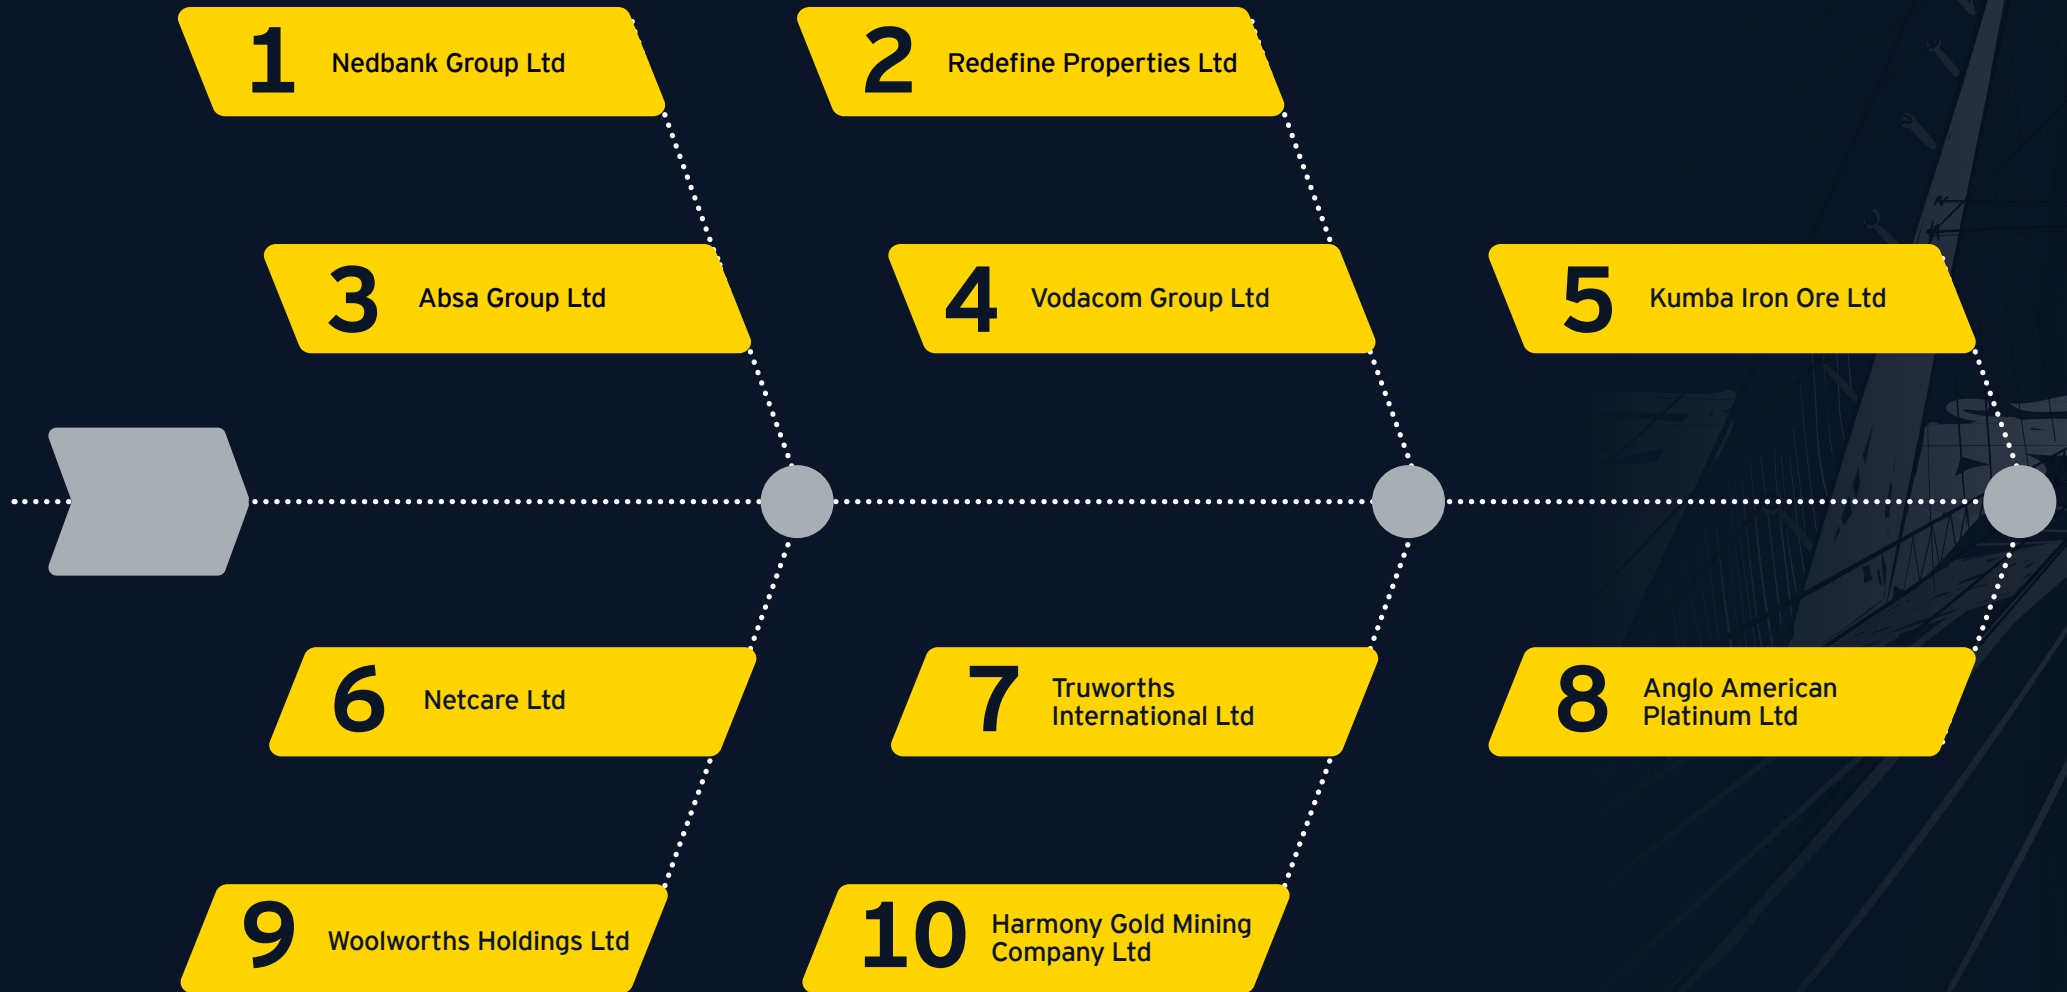 1
Nedbank Group Ltd
2
Redefine Properties Ltd
3
Absa Group Ltd
4
Vodacom Group Ltd
5
Kumba Iron Ore Ltd
6
Netcare Ltd
7
Truworths
International Ltd
8
Anglo American
Platinum Ltd
9
Woolworths Holdings Ltd
10
Harmony Gold Mining
Company Ltd